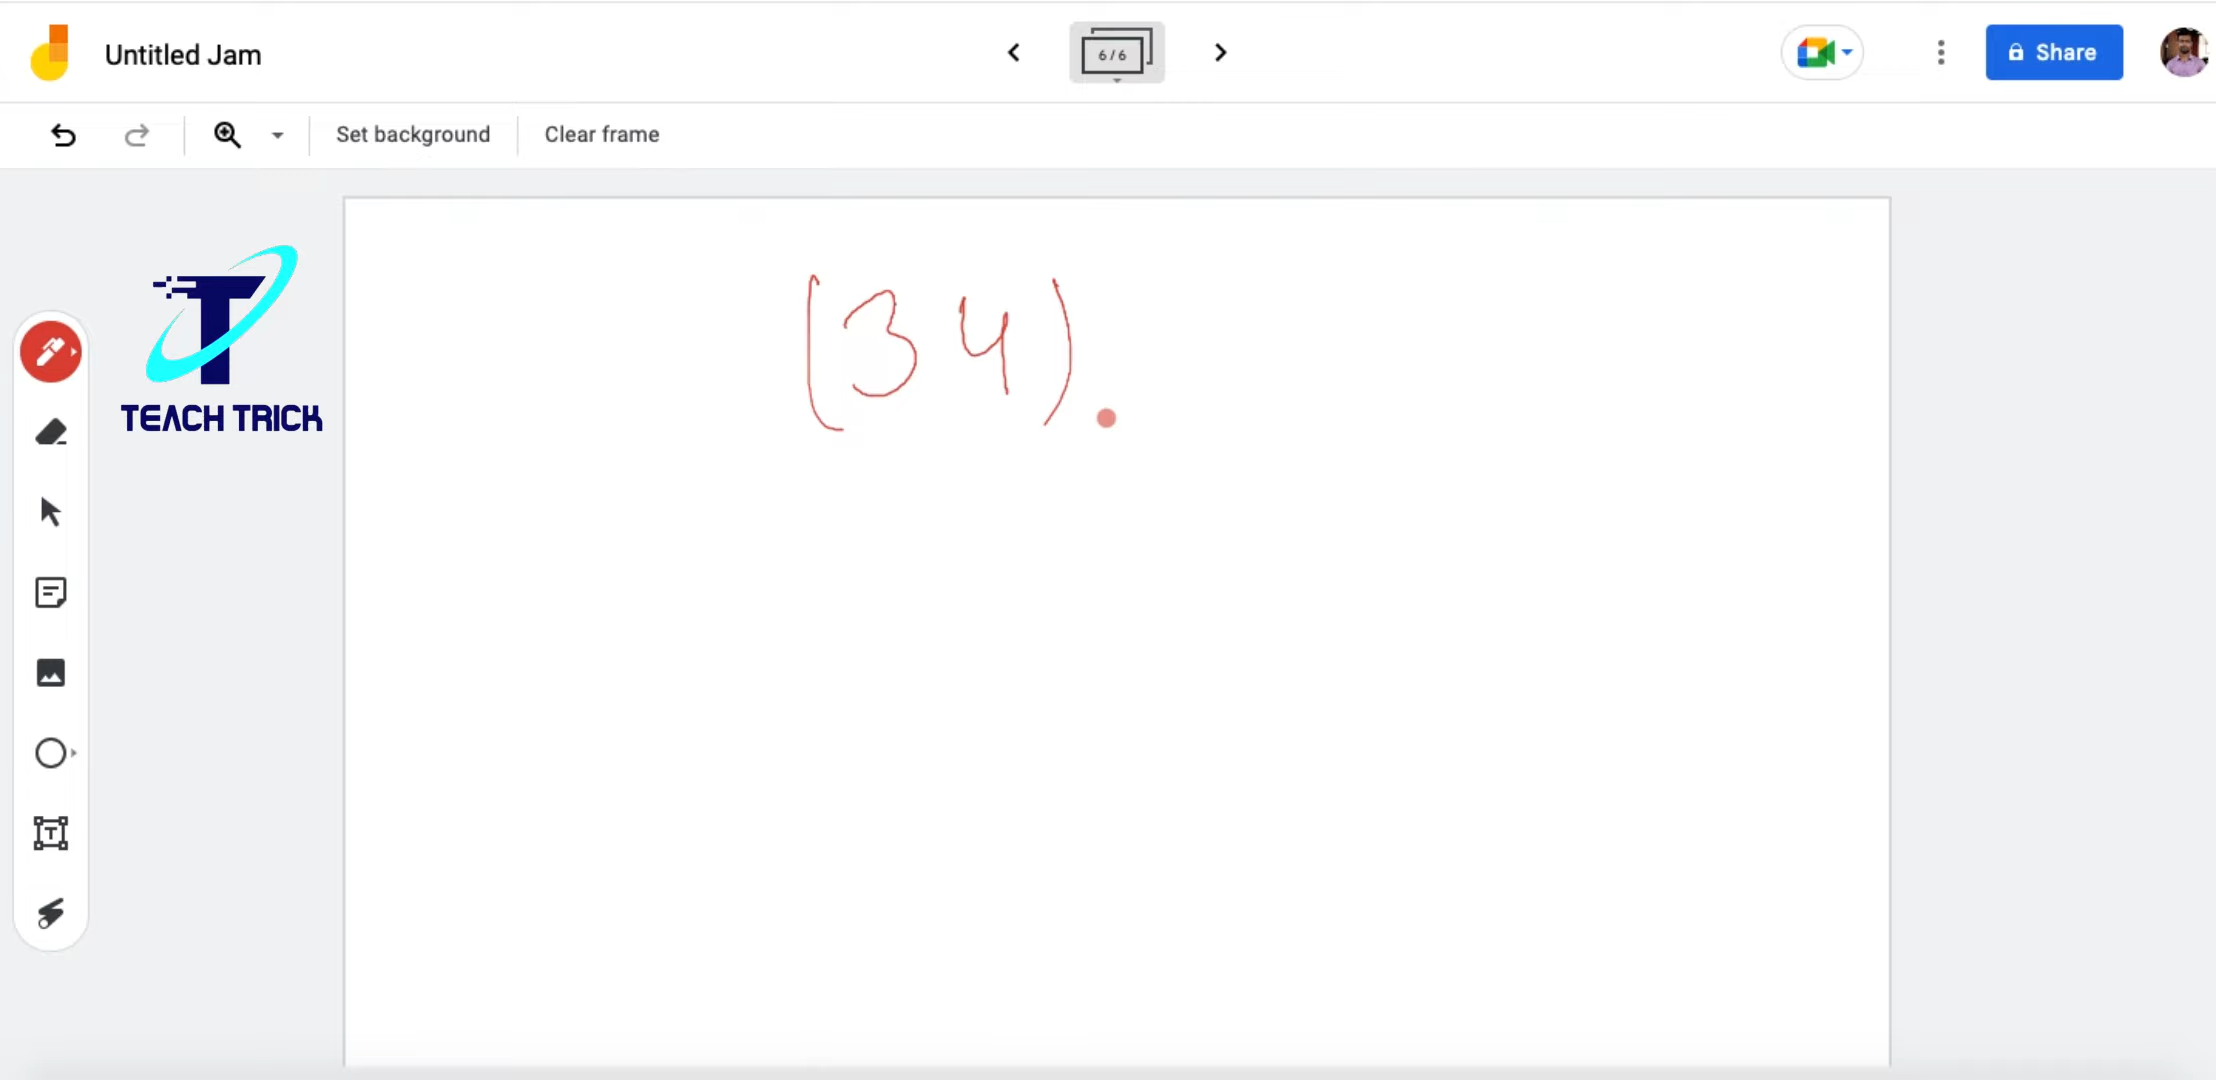 Untitled Jam
6 / 6
Share
Set background
Clear frame
TEACH TRICK
(34)